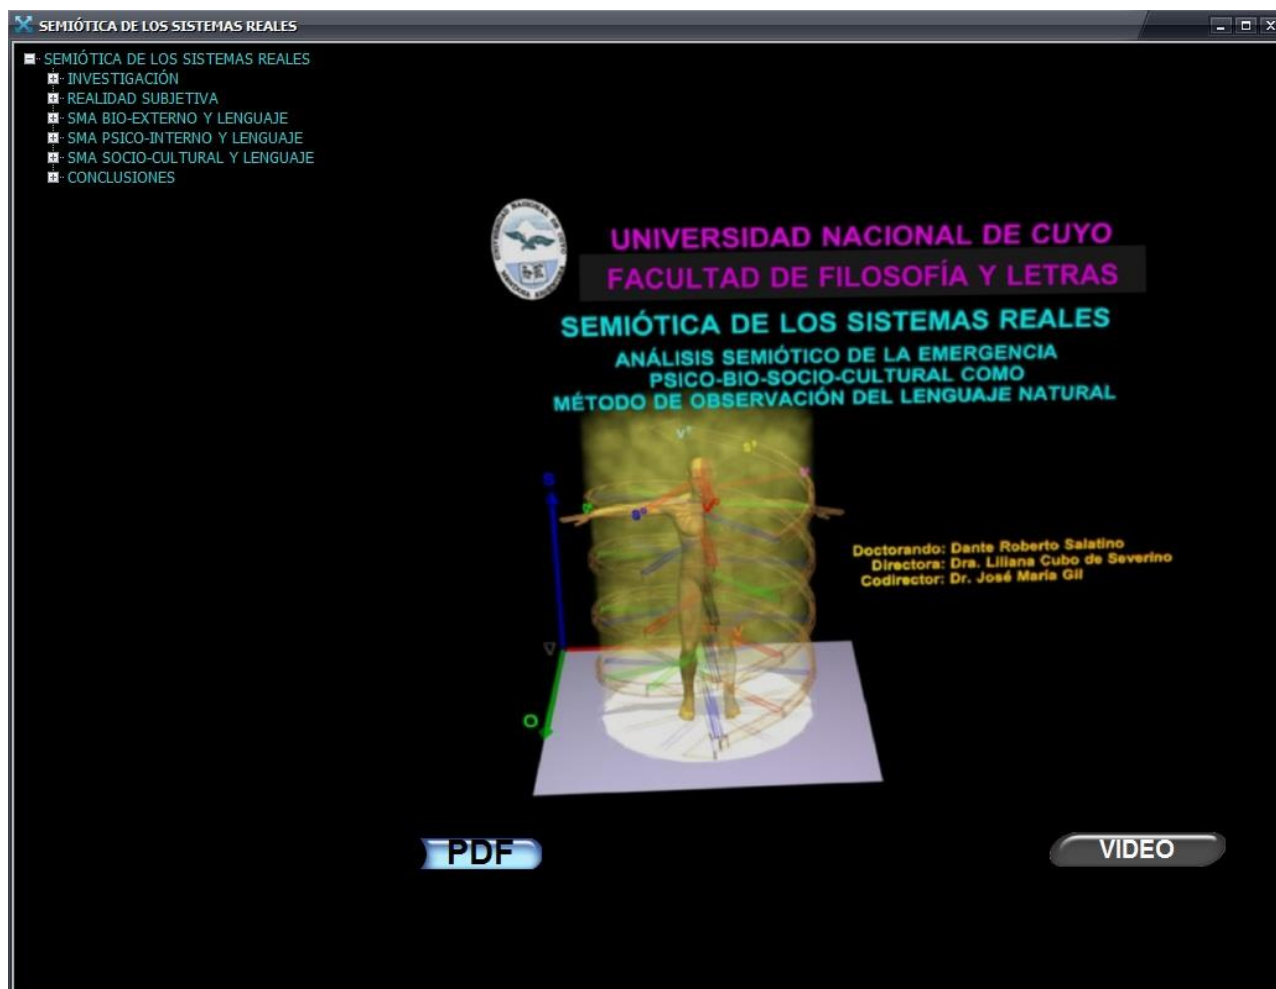 SEMIÓTICA DE LOS SISTEMAS REALES
SEMIÓTICA DE LOS SISTEMAS REALES
INVESTIGACIÓN
REALIDAD SUBJETIVA
SMA BIO-EXTERNO Y LENGUAJE
SMA PSICO-INTERNO Y LENGUAJE
SMA SOCIO-CULTURAL Y LENGUAJE
CONCLUSIONES
UNIVERSIDAD NACIONAL DE CUYO
FACULTAD DE FILOSOFÍA Y LETRAS
SEMIÓTICA DE LOS SISTEMAS REALES
ANÁLISIS SEMIÓTICO DE LA EMERGENCIA
PSICO-BIO-SOCIO-CULTURAL COMO
MÉTODO DE OBSERVACIÓN DEL LENGUAJE NATURAL
S
O
Doctorando: Dante Roberto Salatino
Directora: Dra. Liliana Cubo de Severino
Codirector: Dr. José María Gil
PDF
VIDEO